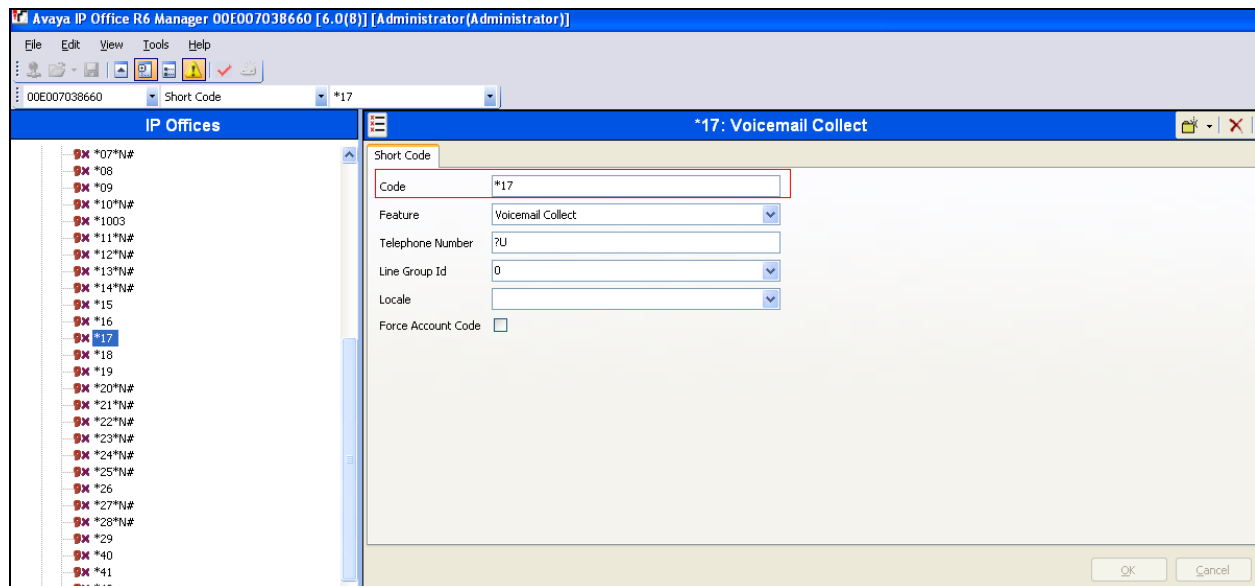 Avaya IP Office R6 Manager 00E007038660 [6.0(8)] [Administrator(Administrator)]
File Edit View Tools Help
00E007038660 Short Code *17
IP Offices
*07*N#
*08
*09
*10*N#
*1003
*11*N#
*12*N#
*13*N#
*14*N#
*15
*16
*17
*18
*19
*20*N#
*21*N#
*22*N#
*23*N#
*24*N#
*25*N#
*26
*27*N#
*28*N#
*29
*40
*41
*17: Voicemail Collect
Short Code
Code *17
Feature Voicemail Collect
Telephone Number ?U
Line Group Id 0
Locale
Force Account Code
OK Cancel